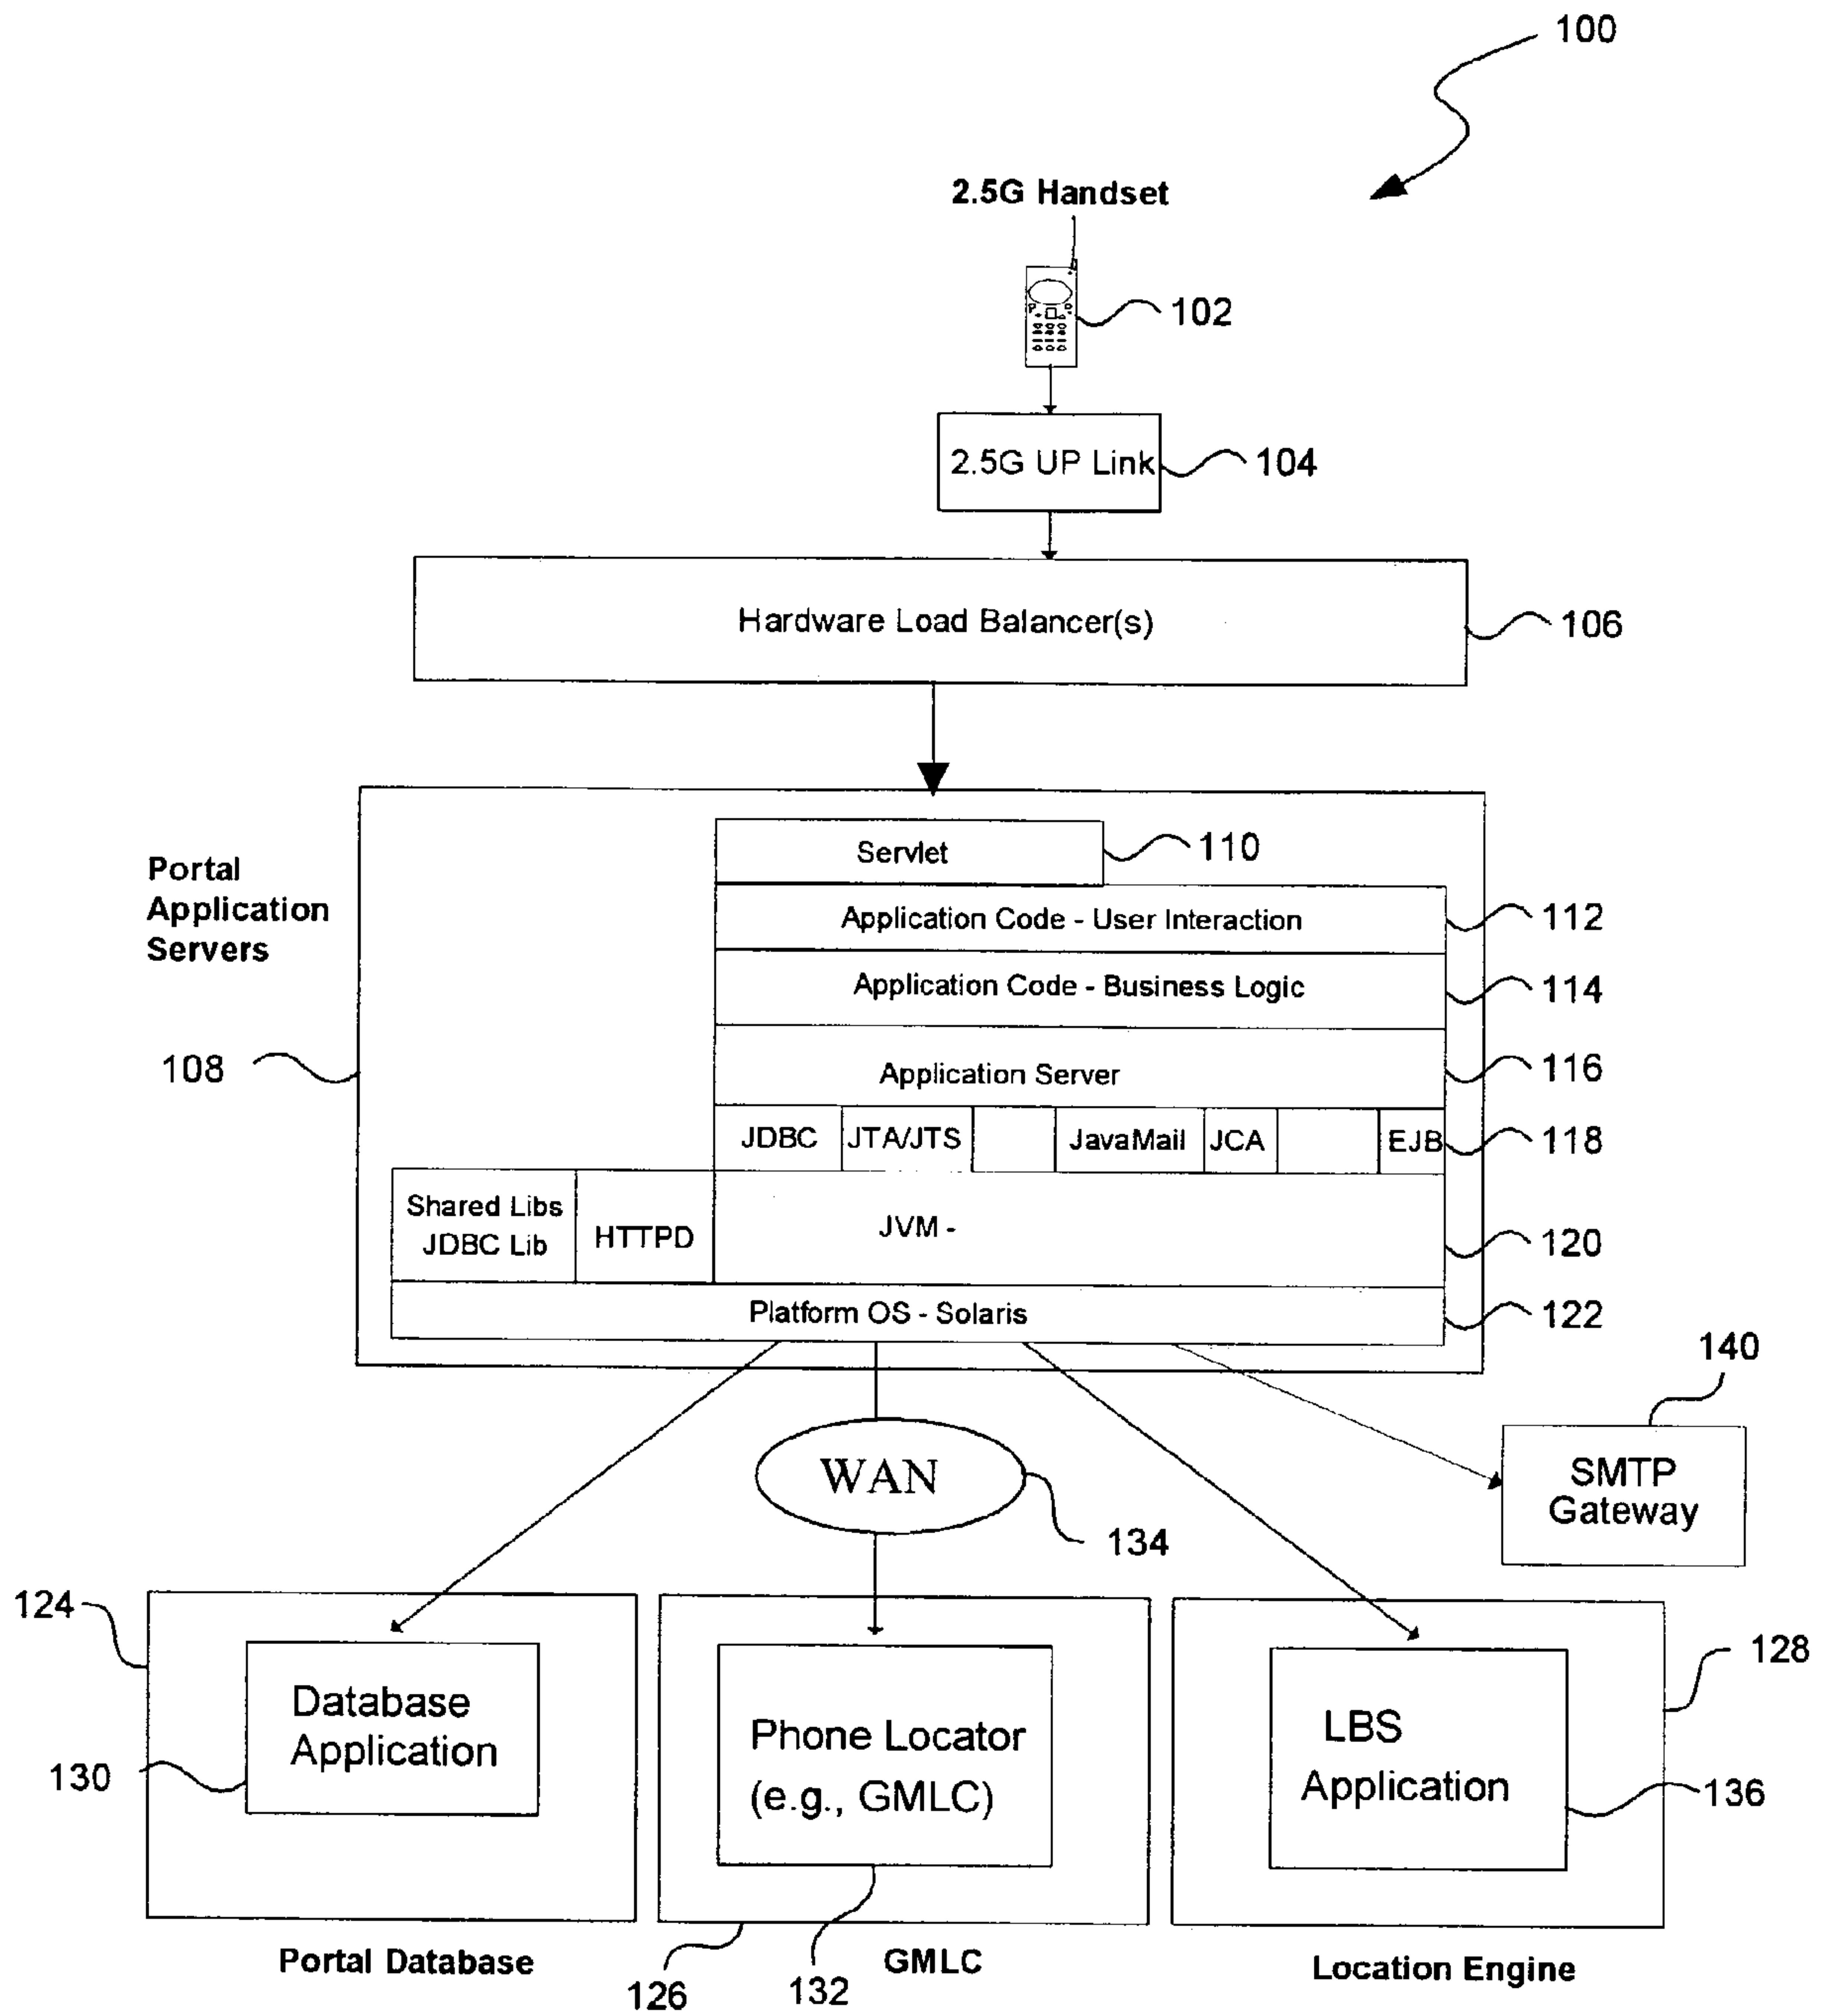 100
2.5G Handset
102
2.5G UP Link
104
Hardware Load Balancer(s)
106
Portal
Application
Servers
108
Servlet
110
Application Code - User Interaction
112
Application Code - Business Logic
114
Application Server
116
JDBC
JTA/JTS
JavaMail
JCA
EJB
118
Shared Libs
JDBC Lib
HTTPD
JVM -
120
Platform OS - Solaris
122
140
SMTP
Gateway
WAN
134
124
Database
Application
130
Phone Locator
(e.g., GMLC)
128
LBS
Application
136
Portal Database
126
132
GMLC
Location Engine